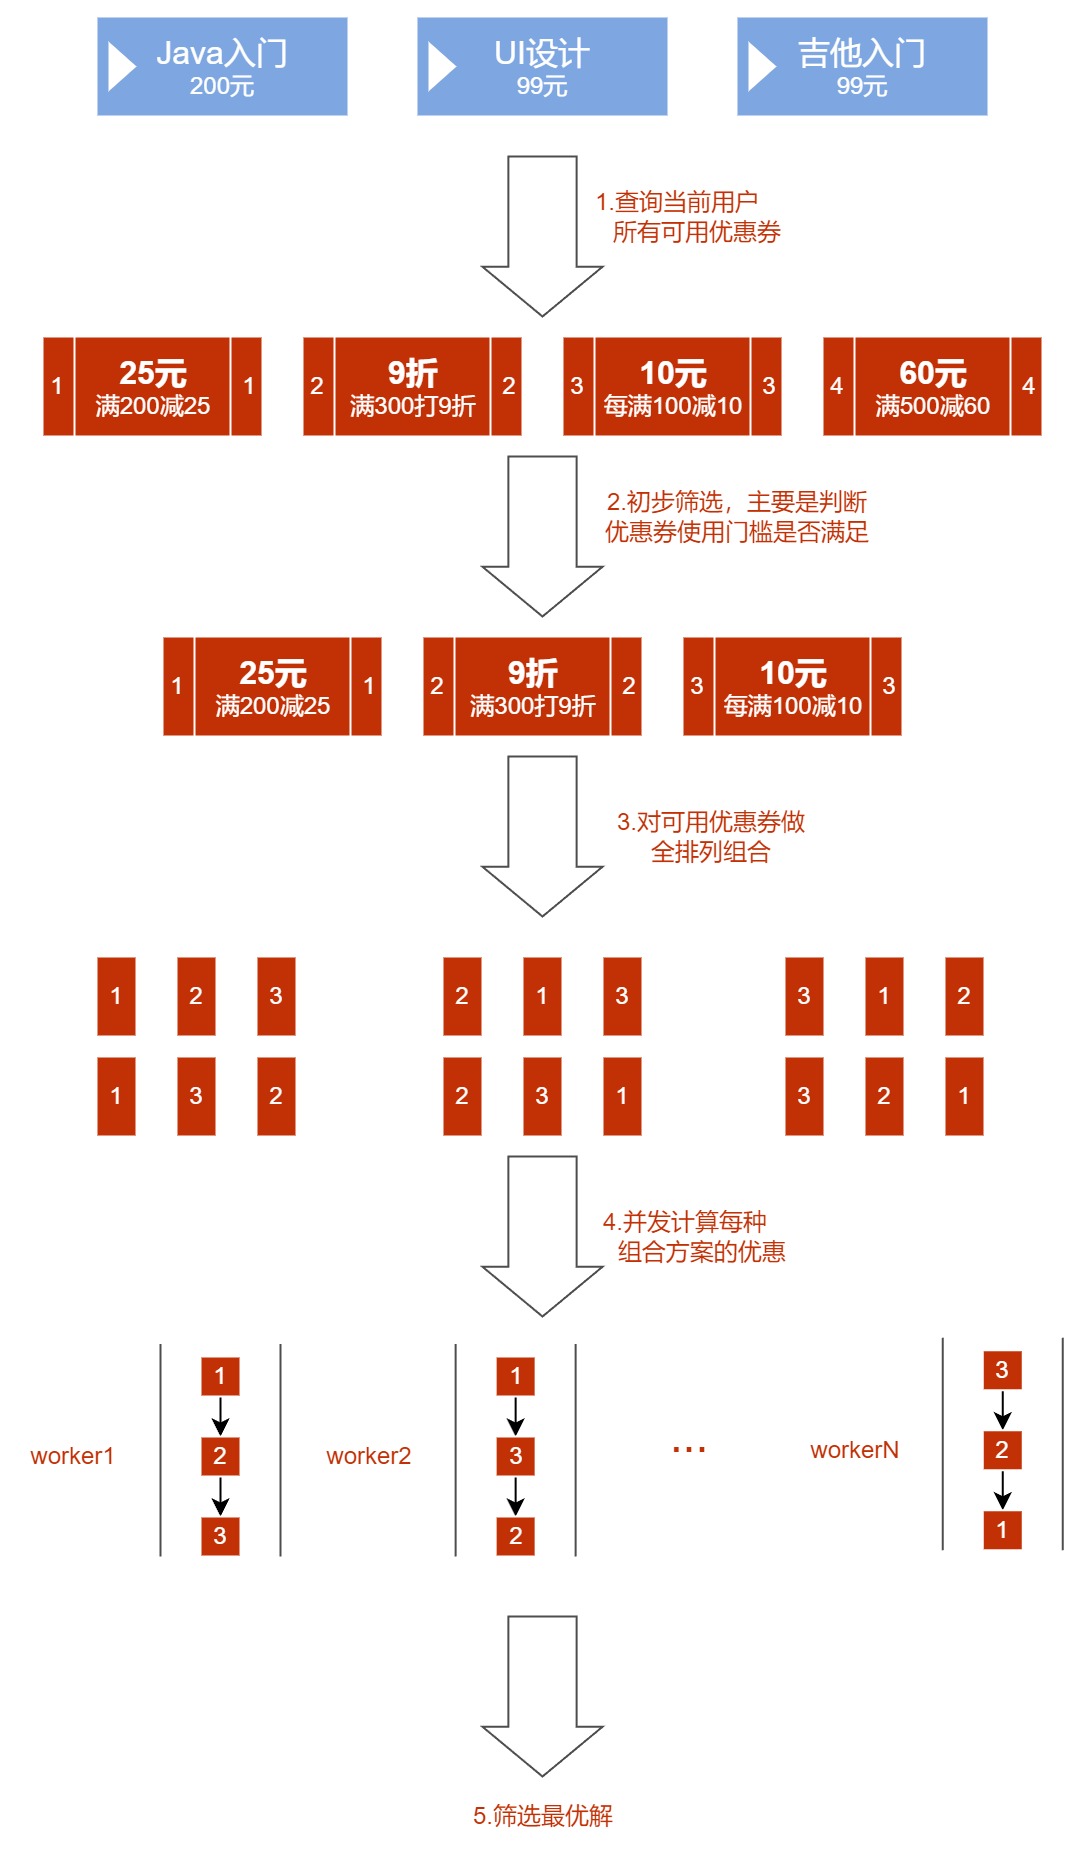 Java入门
200元
UI设计
99元
吉他入门
99元
1.查询当前用户
所有可用优惠券
1
25元
满200减25
1
2
9折
满300打9折
2
3
10元
每满100减10
3
4
60元
满500减60
4
2.初步筛选，主要是判断
优惠券使用门槛是否满足
1
25元
满200减25
1
2
9折
满300打9折
2
3
10元
每满100减10
3
3.对可用优惠券做
全排列组合
1 2 3
2 1 3
3 1 2
1 3 2
2 3 1
3 2 1
4.并发计算每种
组合方案的优惠
worker1
1
2
3
worker2
1
3
2
...
workerN
3
2
1
5.筛选最优解